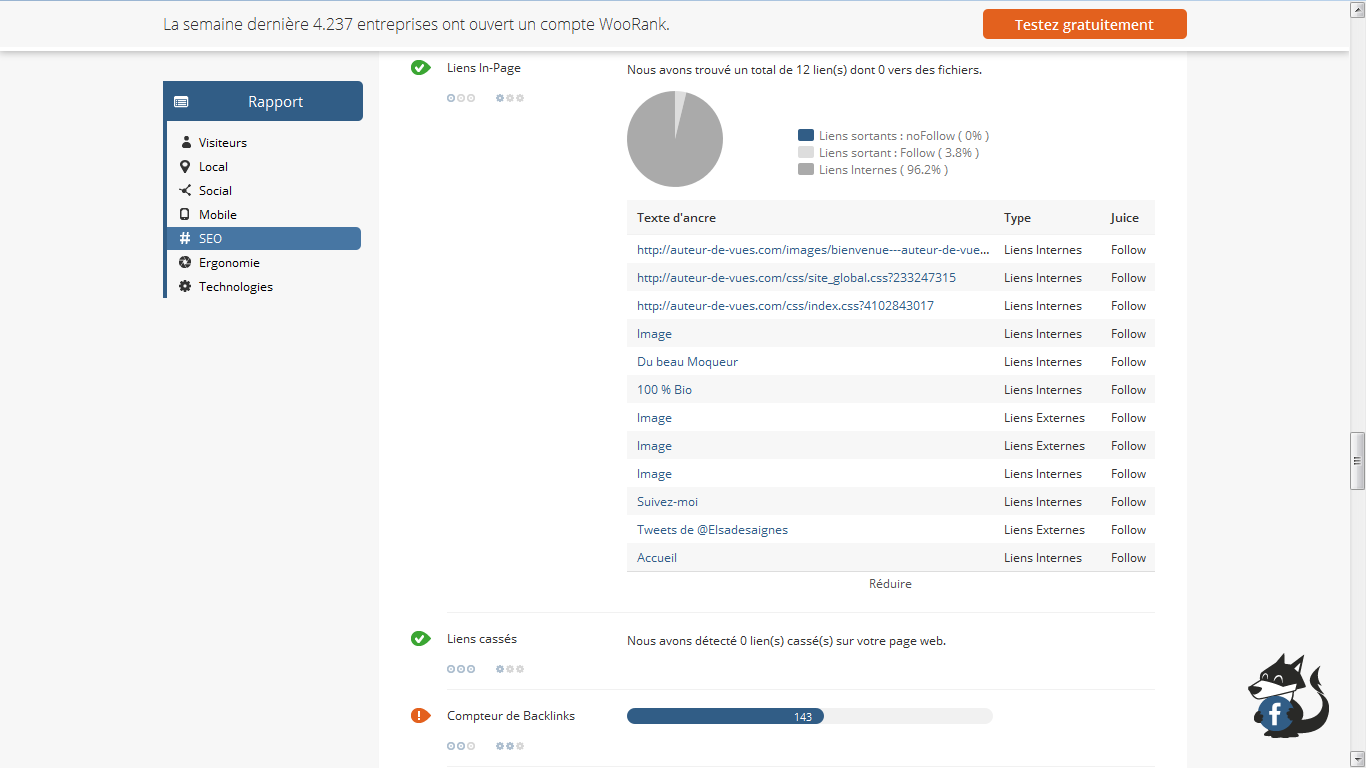 La semaine dernière 4.237 entreprises ont ouvert un compte WooRank.
Testez gratuitement
Rapport
Visiteurs
Local
Social
Mobile
SEO
Ergonomie
Technologies
Liens In-Page
Nous avons trouvé un total de 12 lien(s) dont 0 vers des fichiers.
Liens sortants : noFollow ( 0% )
Liens sortant : Follow ( 3.8% )
Liens Internes ( 96.2% )
Texte d'ancre Type Juice
http://auteur-de-vues.com/images/bienvenue---auteur-de-vue... Liens Internes Follow
http://auteur-de-vues.com/css/site_global.css?233247315 Liens Internes Follow
http://auteur-de-vues.com/css/index.css?4102843017 Liens Internes Follow
Image Liens Internes Follow
Du beau Moqueur Liens Internes Follow
100 % Bio Liens Internes Follow
Image Liens Externes Follow
Image Liens Externes Follow
Image Liens Internes Follow
Suivez-moi Liens Internes Follow
Tweets de @Elsadesaignes Liens Externes Follow
Accueil Liens Internes Follow
Réduire
Liens cassés
Nous avons détecté 0 lien(s) cassé(s) sur votre page web.
Compteur de Backlinks
143